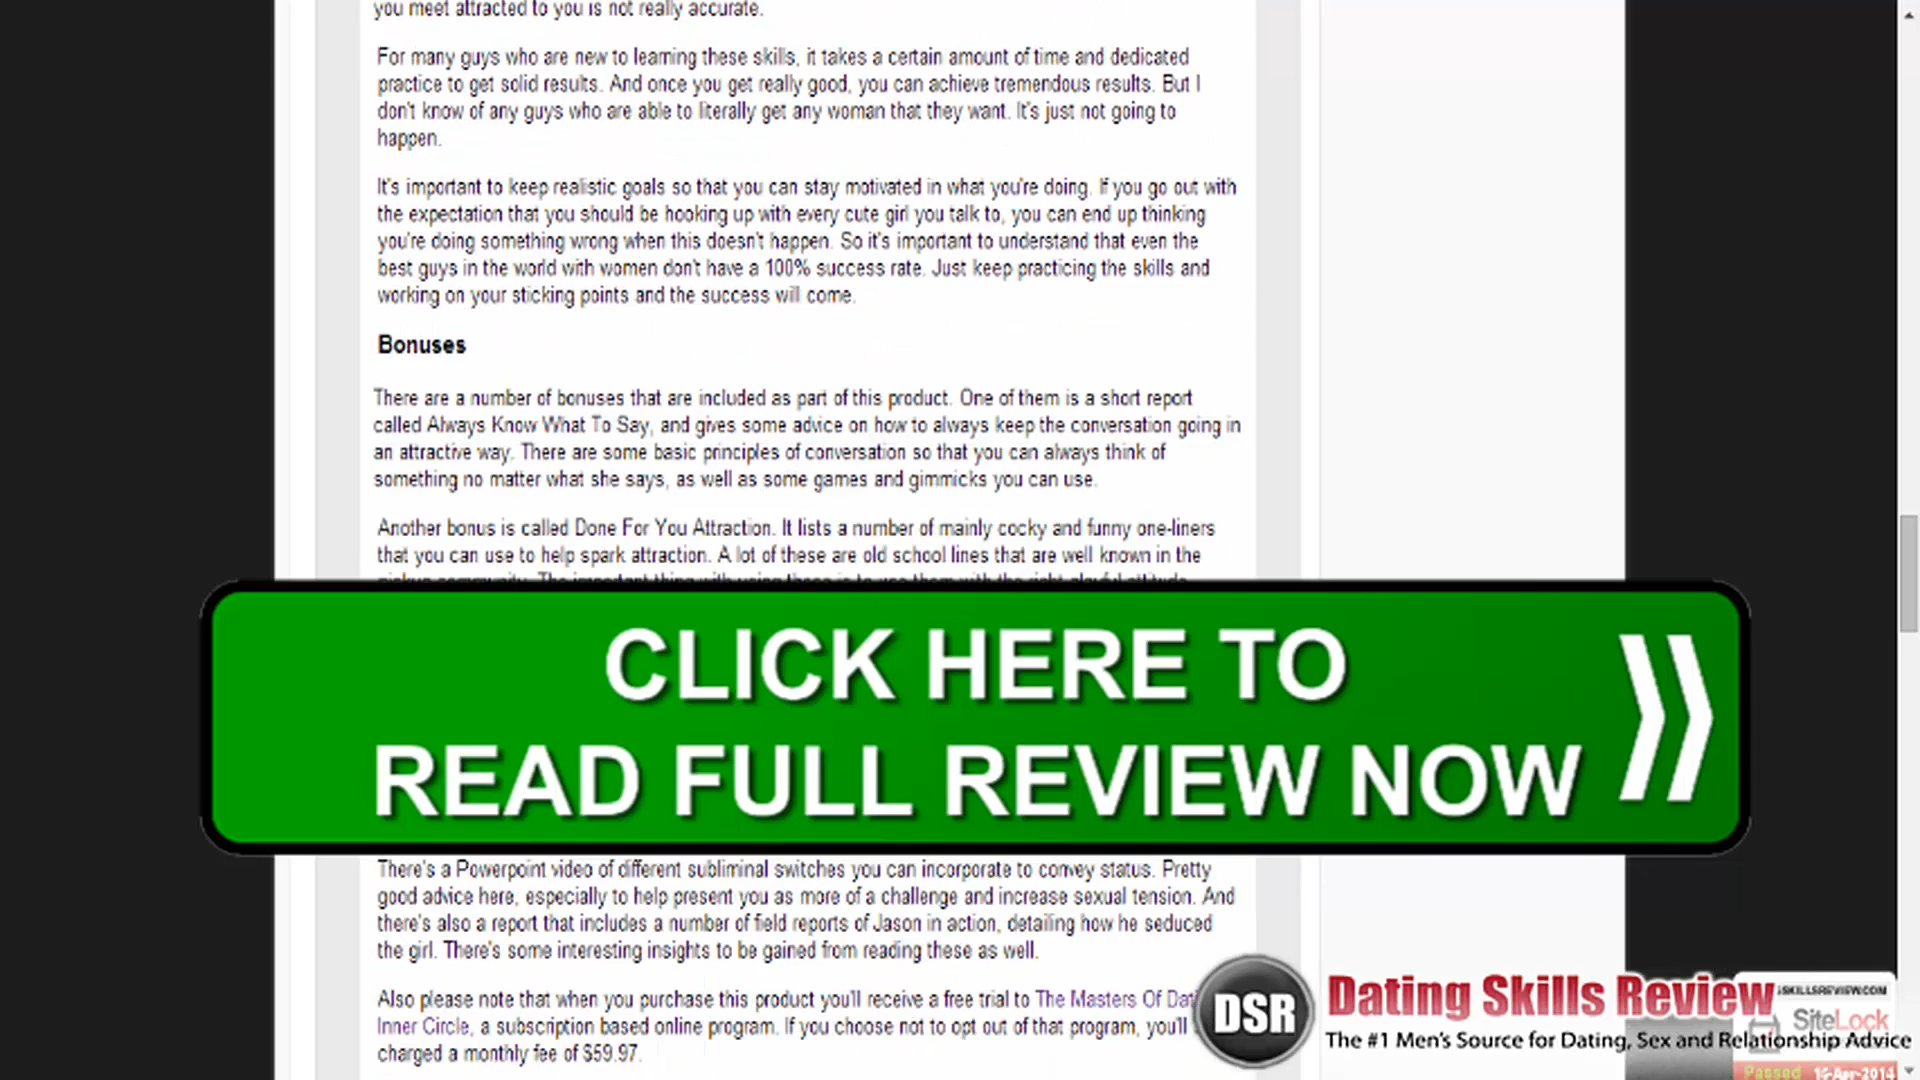 you meet attracted to you is not really accurate.
For many guys who are new to learning these skills, it takes a certain amount of time and dedicated
practice to get solid results. And once you get really good, you can achieve tremendous results. But I
don't know of any guys who are able to literally get any woman that they want. It's just not going to
happen.
It's important to keep realistic goals so that you can stay motivated in what you're doing. If you go out with
the expectation that you should be hooking up with every cute girl you talk to, you can end up thinking
you're doing something wrong when this doesn't happen. So it's important to understand that even the
best guys in the world with women don't have a 100% success rate. Just keep practicing the skills and
working on your sticking points and the success will come.
Bonuses
There are a number of bonuses that are included as part of this product. One of them is a short report
called Always Know What To Say, and gives some advice on how to always keep the conversation going in
an attractive way. There are some basic principles of conversation so that you can always think of
something no matter what she says, as well as some games and gimmicks you can use.
Another bonus is called Done For You Attraction. It lists a number of mainly cocky and funny one-liners
that you can use to help spark attraction. A lot of these are old school lines that are well known in the
CLICK HERE TO
READ FULL REVIEW NOW
There's a Powerpoint video of different subliminal switches you can incorporate to convey status. Pretty
good advice here, especially to help present you as more of a challenge and increase sexual tension. And
there's also a report that includes a number of field reports of Jason in action, detailing how he seduced
the girl. There's some interesting insights to be gained from reading these as well.
Also please note that when you purchase this product you'll receive a free trial to The Masters Of
Inner Circle, a subscription based online program. If you choose not to opt out of that program, you'll
charged a monthly fee of $59.97.
DSR
Dating Skills Review
The #1 Men's Source for Dating, Sex and Relationship Advice
SKILLSREVIEW.COM
SiteLock
Passed 16-Apr-2014